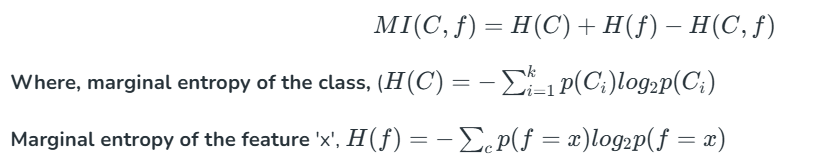 MI(C, f) = H(C) + H(f) − H(C, f)
Where, marginal entropy of the class, (H(C) = − ∑_{i=1}^{k} p(C_i)log_2p(C_i)
Marginal entropy of the feature 'x', H(f) = − ∑_c p(f = x)log_2p(f = x)